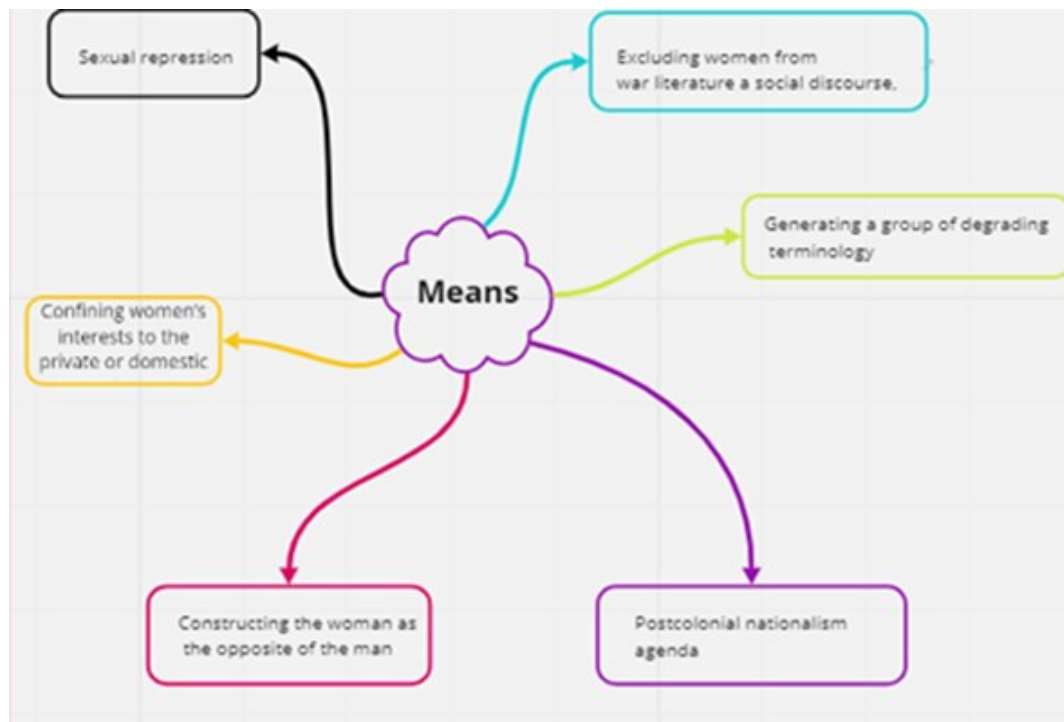 Sexual repression
Excluding women from
war literature a social discourse,
Generating a group of degrading
terminology
Means
Confining women's
interests to the
private or domestic
Constructing the woman as
the opposite of the man
Postcolonial nationalism
agenda